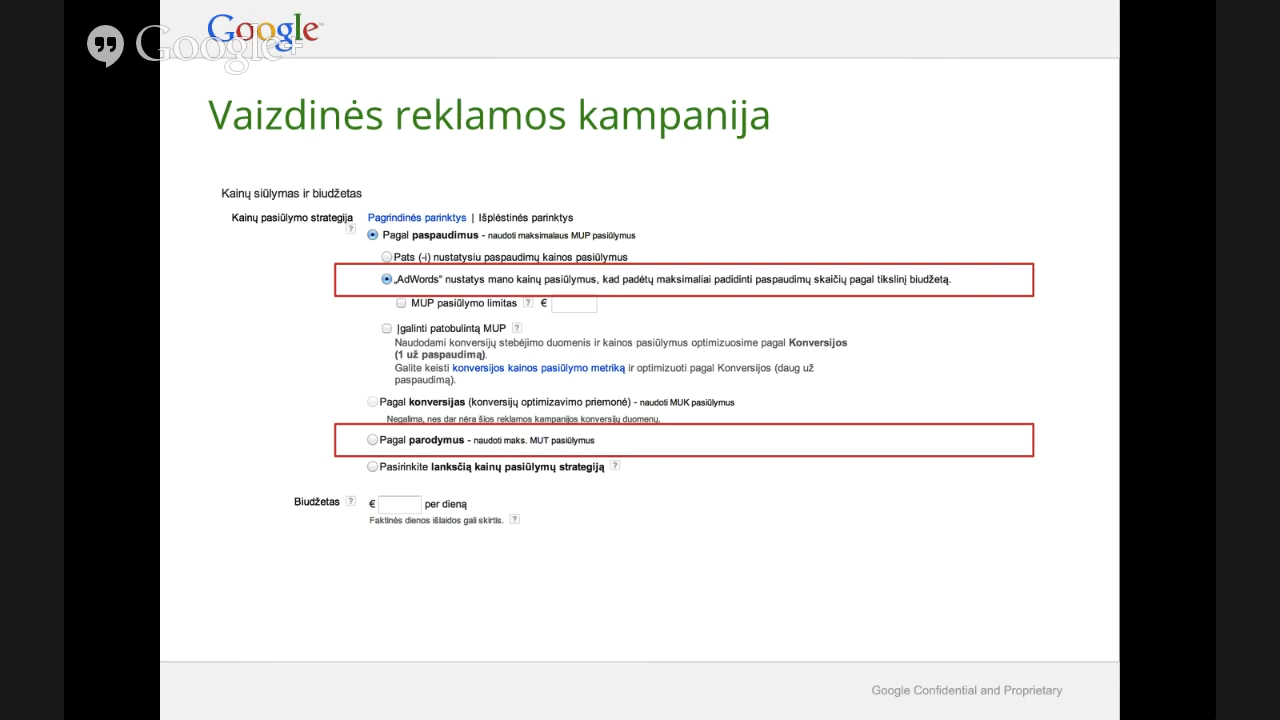 Google
Google+
Vaizdinės reklamos kampanija
Kainų siūlymas ir biudžetas
Kainų pasiūlymo strategija ?
Pagrindinės parinktys | Išplėstinės parinktys
Pagal paspaudimus - naudoti maksimalaus MUP pasiūlymus
Pats (-i) nustatysiu paspaudimų kainos pasiūlymus
„AdWords“ nustatys mano kainų pasiūlymus, kad padėtų maksimaliai padidinti paspaudimų skaičių pagal tikslinį biudžetą.
MUP pasiūlymo limitas ? €
Įgalinti patobulintą MUP ?
Naudodami konversijų stebėjimo duomenis ir kainos pasiūlymus optimizuosime pagal Konversijos
(1 už paspaudimą).
Galite keisti konversijos kainos pasiūlymo metriką ir optimizuoti pagal Konversijos (daug už
paspaudimą).
Pagal konversijas (konversijų optimizavimo priemonė) - naudoti MUK pasiūlymus
Negalima, nes dar nėra šios reklamos kampanijos konversijų duomenų.
Pagal parodymus - naudoti maks. MUT pasiūlymus
Pasirinkite lanksčią kainų pasiūlymų strategiją ?
Biudžetas ? € per dieną
Faktinės dienos išlaidos gali skirtis. ?
Google Confidential and Proprietary